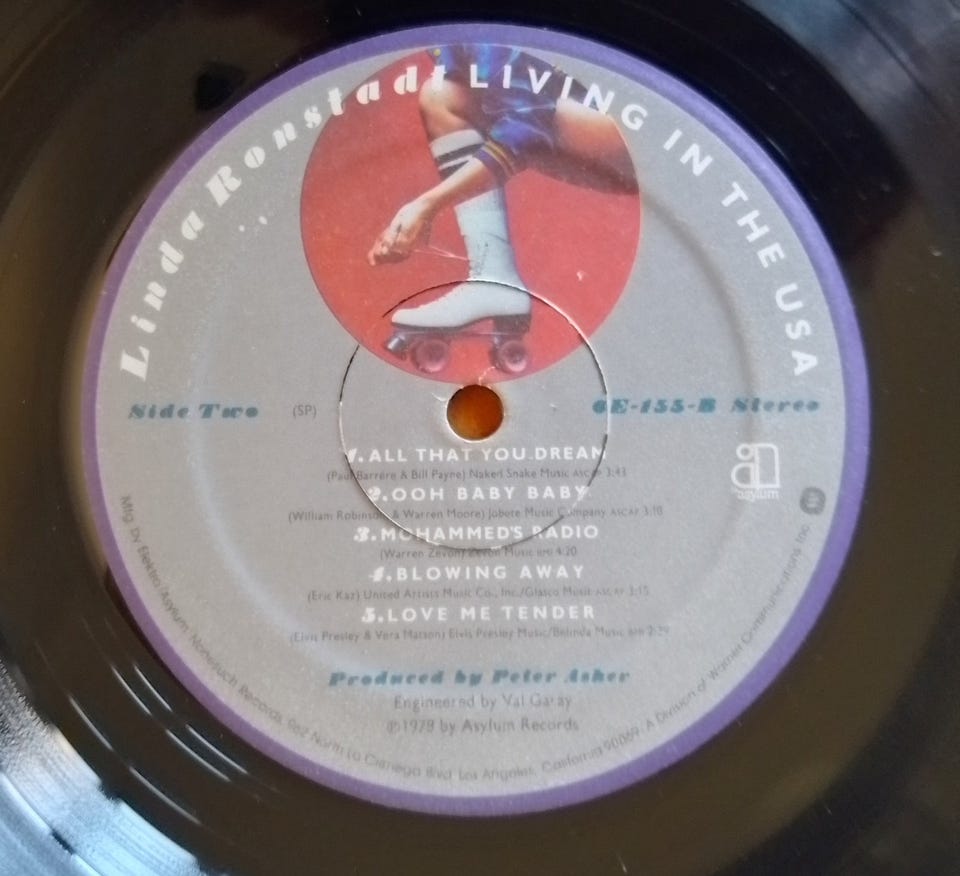 Linda Ronstadt LIVING IN THE USA
Side Two (SP) 6E-155-B Stereo
1. ALL THAT YOU DREAM
(Paul Barrere & Bill Payne) Naked Snake Music ASCAP 3:43
2. OOH BABY BABY
(William Robinson & Warren Moore) Jobete Music Company ASCAP 3:10
3. MOHAMMED'S RADIO
(Warren Zevon) Zevon Music BMI 4:20
4. BLOWING AWAY
(Eric Kaz) United Artists Music Co., Inc./Glasco Music ASCAP 3:15
5. LOVE ME TENDER
(Elvis Presley & Vera Matson) Elvis Presley Music/Belinda Music BMI 2:39
Produced by Peter Asher
Engineered by Val Garay
℗1978 by Asylum Records
asylum
Mfg. by Elektra/Asylum/Nonesuch Records, 962 North La Cienega Blvd, Los Angeles, California 90069. A Division of Warner Communications Inc.